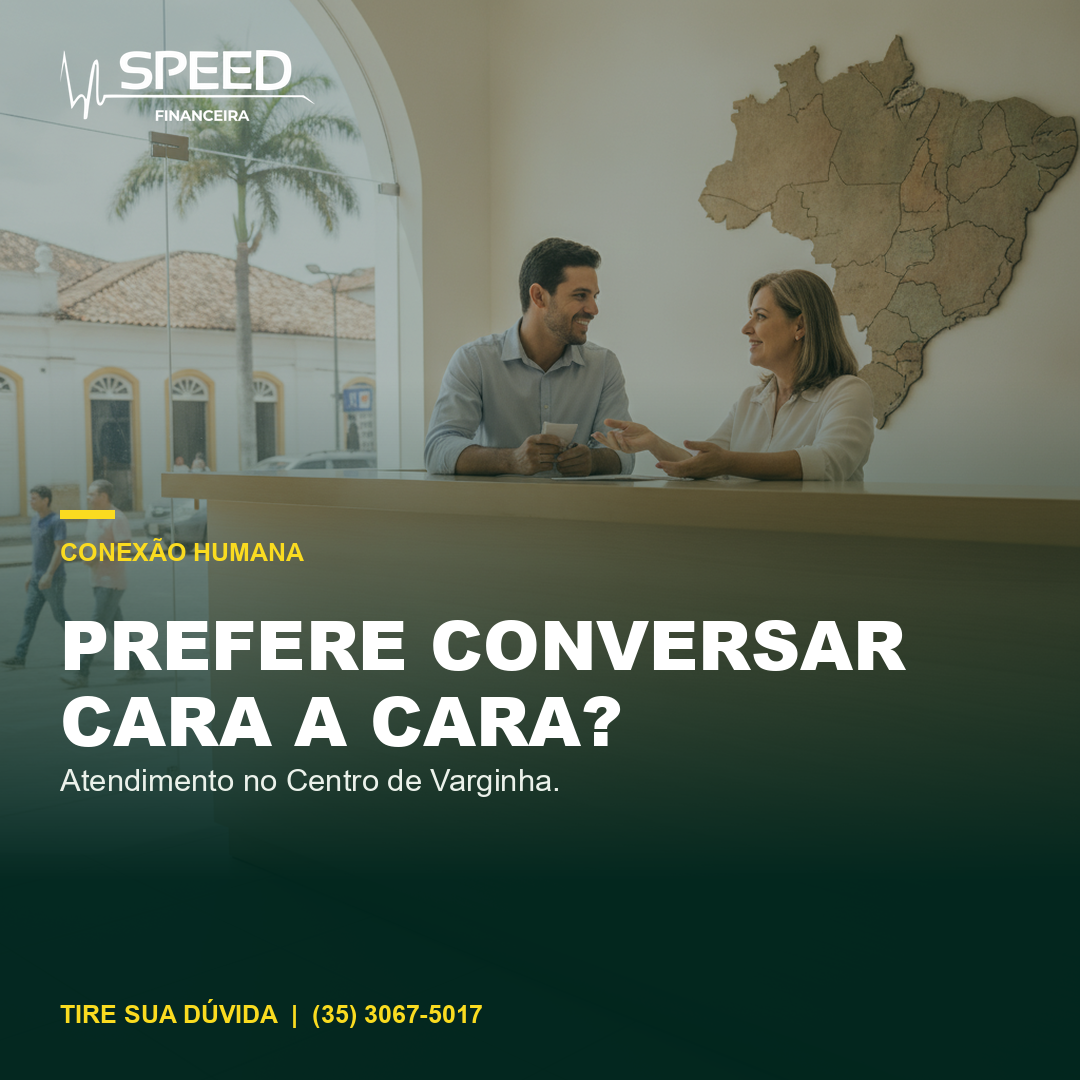 SPEED
FINANCEIRA
CONEXÃO HUMANA
PREFERE CONVERSAR
CARA A CARA?
Atendimento no Centro de Varginha.
TIRE SUA DÚVIDA | (35) 3067-5017